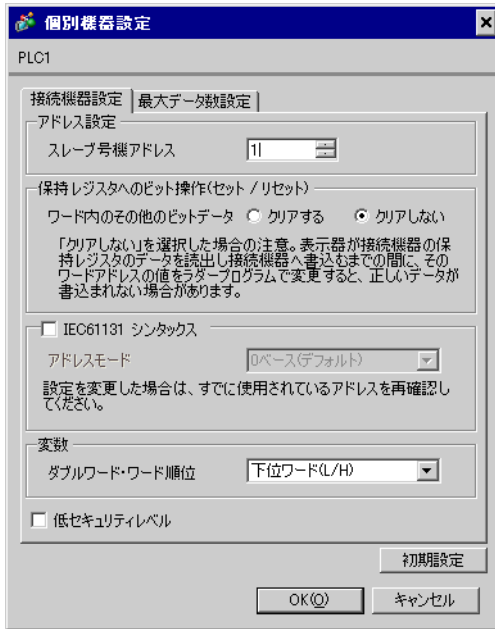 個別機器設定
PLC1
接続機器設定 最大データ数設定
アドレス設定
スレーブ号機アドレス 1
保持レジスタへのビット操作(セット / リセット)
ワード内のその他のビットデータ クリアする クリアしない
「クリアしない」を選択した場合の注意。表示器が接続機器の保
持レジスタのデータを読出し接続機器へ書込むまでの間に、その
ワードアドレスの値をラダープログラムで変更すると、正しいデータが
書込まれない場合があります。
IEC61131 シンタックス
アドレスモード 0ベース(デフォルト)
設定を変更した場合は、すでに使用されているアドレスを再確認し
てください。
変数
ダブルワード・ワード順位 下位ワード(L/H)
低セキュリティレベル
初期設定
OK(O) キャンセル